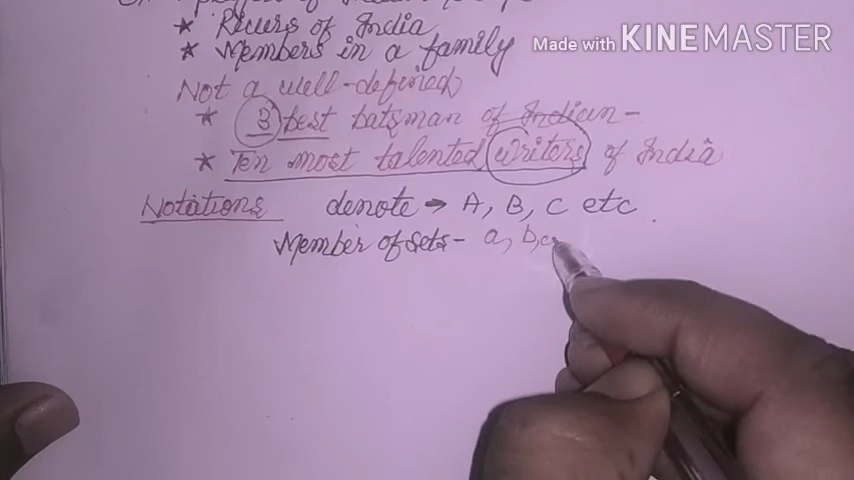 * Rivers of India
* Members in a family
Made with KINEMASTER
Not a well-defined
* 3 best batsman of Indian -
* Ten most talented writers of India
Notations denote → A, B, C etc
Member of sets - a, b, c